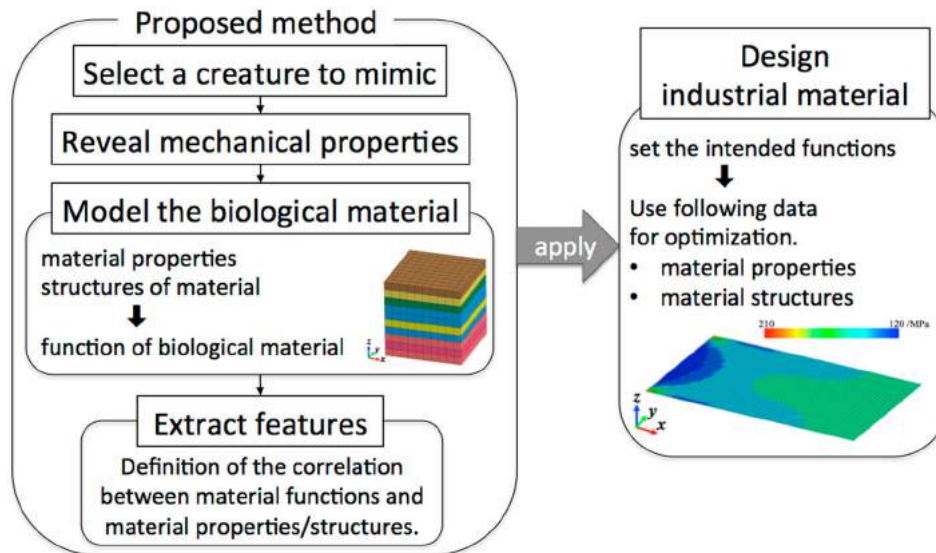 Proposed method
Select a creature to mimic
Reveal mechanical properties
Model the biological material
material properties
structures of material
function of biological material
z
y
x
Extract features
Definition of the correlation
between material functions and
material properties/structures.
apply
Design
industrial material
set the intended functions
Use following data
for optimization.
• material properties
• material structures
210 120 /MPa
z
y
x